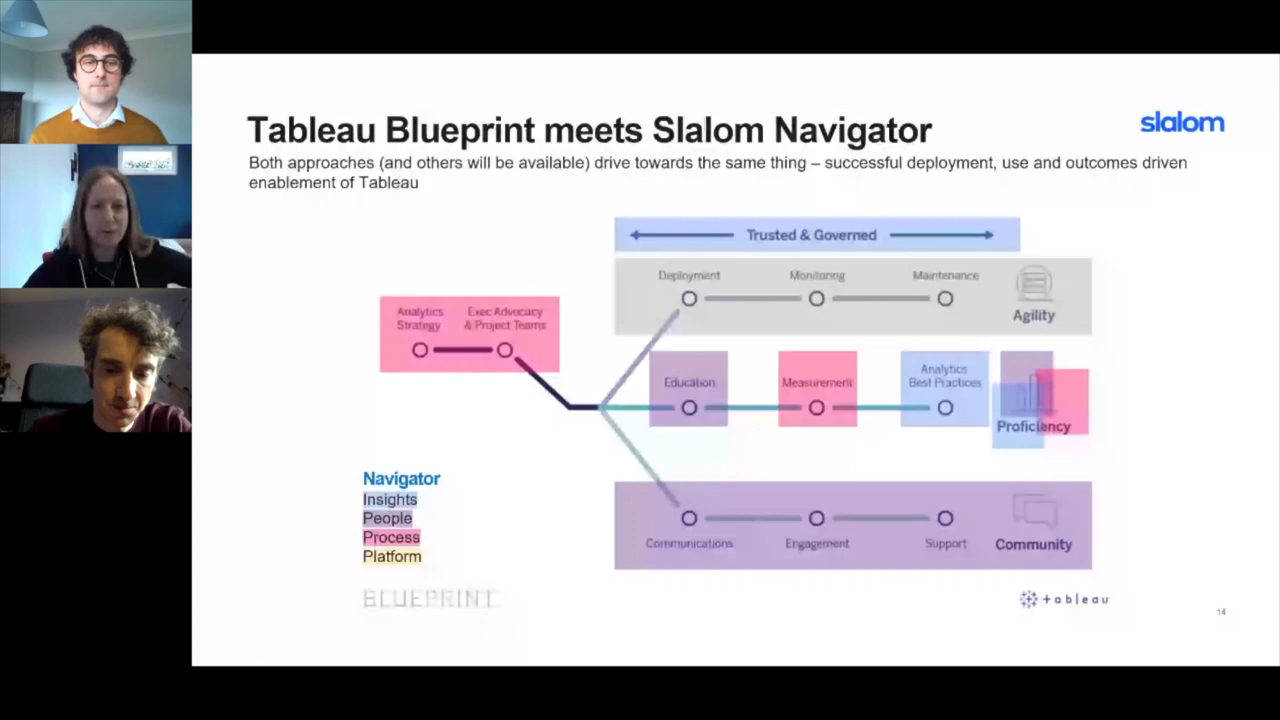 Tableau Blueprint meets Slalom Navigator
slalom
Both approaches (and others will be available) drive towards the same thing – successful deployment, use and outcomes driven
enablement of Tableau
Trusted & Governed
Deployment
Monitoring
Maintenance
Agility
Analytics
Strategy
Exec Advocacy
& Project Teams
Education
Measurement
Analytics
Best Practices
Proficiency
Navigator
Insights
People
Process
Platform
Communications
Engagement
Support
Community
BLUEPRINT
+ableau
14